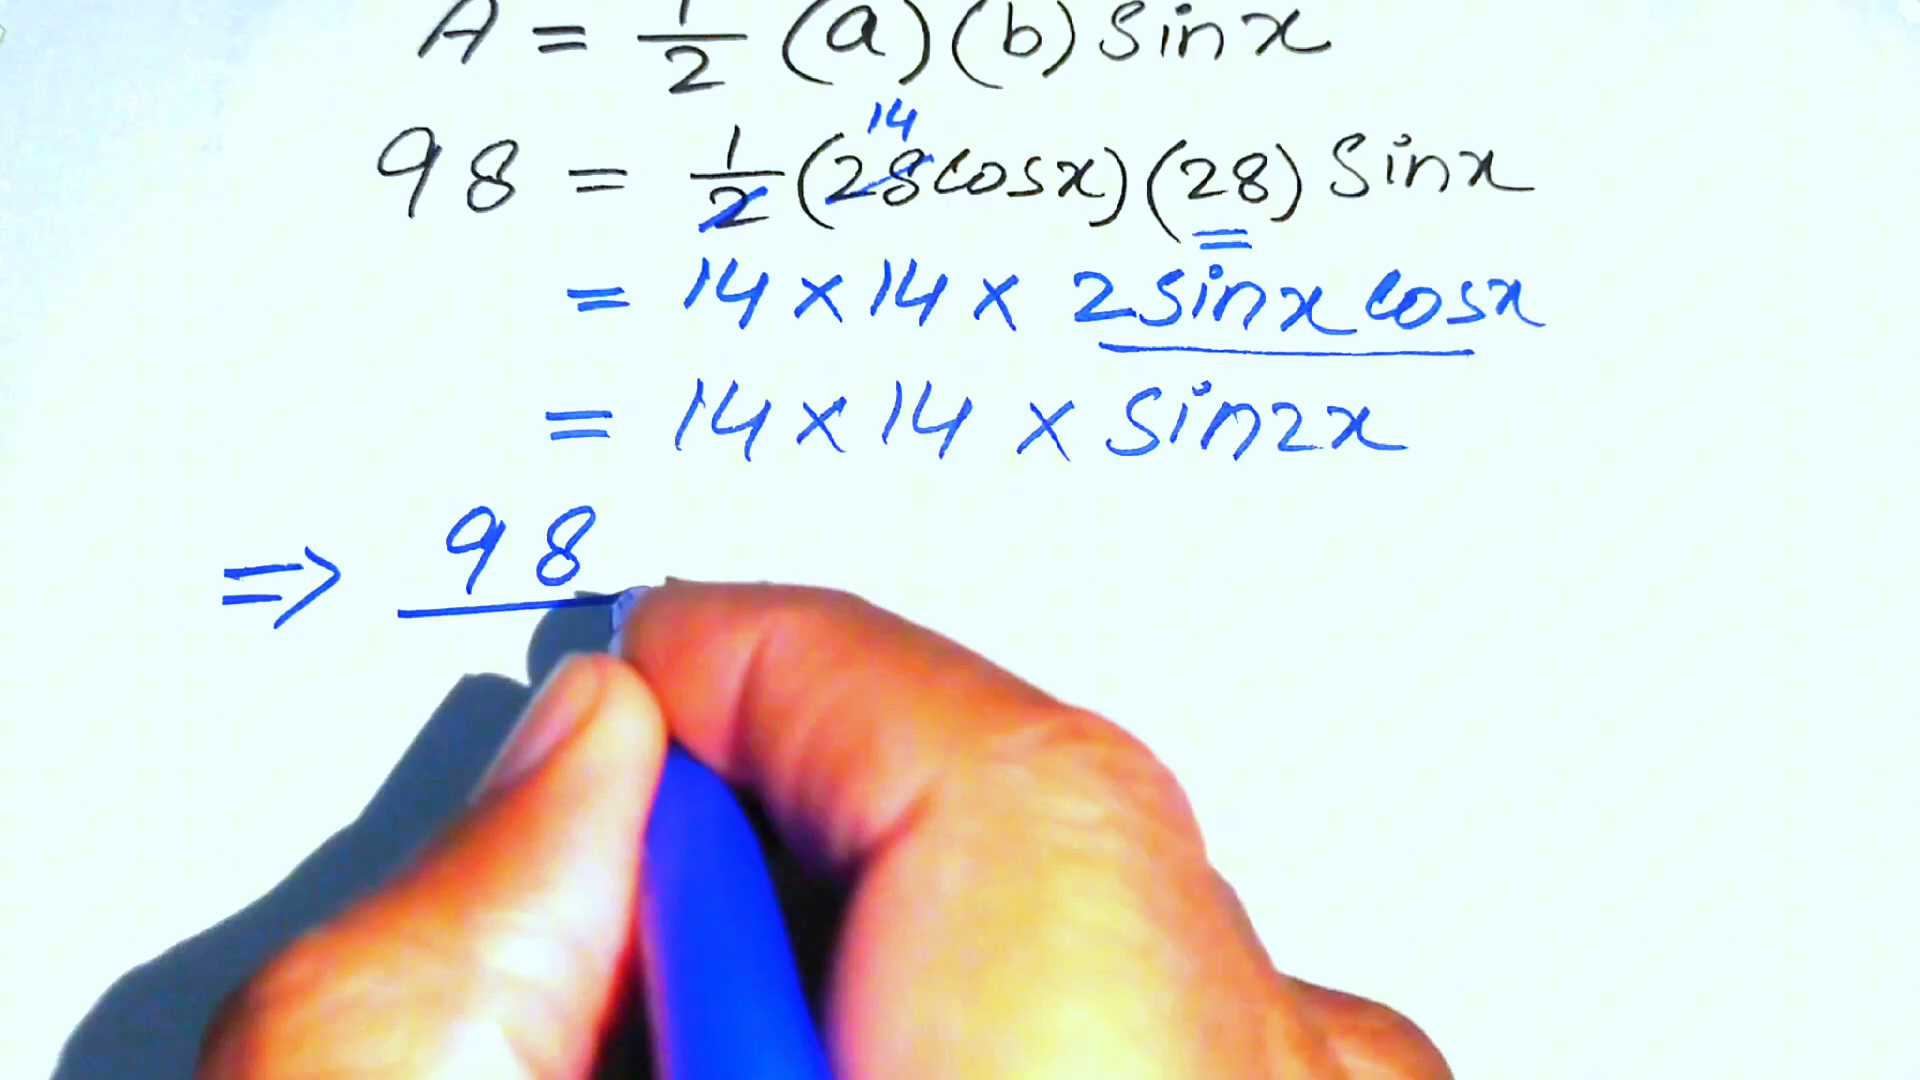 A = 1/2 (a)(b) sin x
14
98 = 1/2 (28 cos x)(28) sin x
= 14 × 14 × 2 sin x cos x
= 14 × 14 × sin 2x
⇒ 98